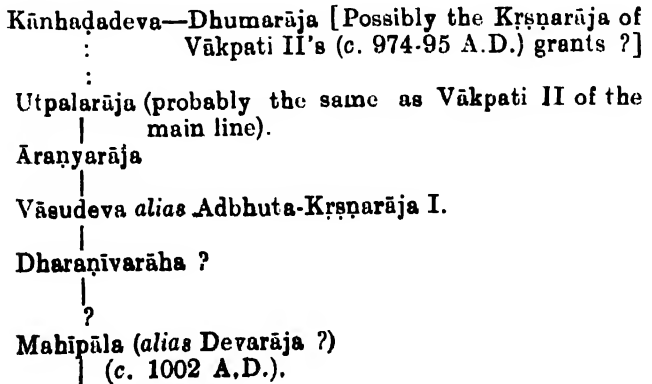 Kānhaḍadeva—Dhumarāja [Possibly the Kṛṣṇarāja of
Vākpati II's (c. 974-95 A.D.) grants ?]
:
:
Utpalarāja (probably the same as Vākpati II of the
main line).
Āraṇyarāja
Vāsudeva alias Adbhuta-Kṛṣṇarāja I.
Dharaṇīvarāha ?
?
Mahīpāla (alias Devarāja ?)
(c. 1002 A.D.).